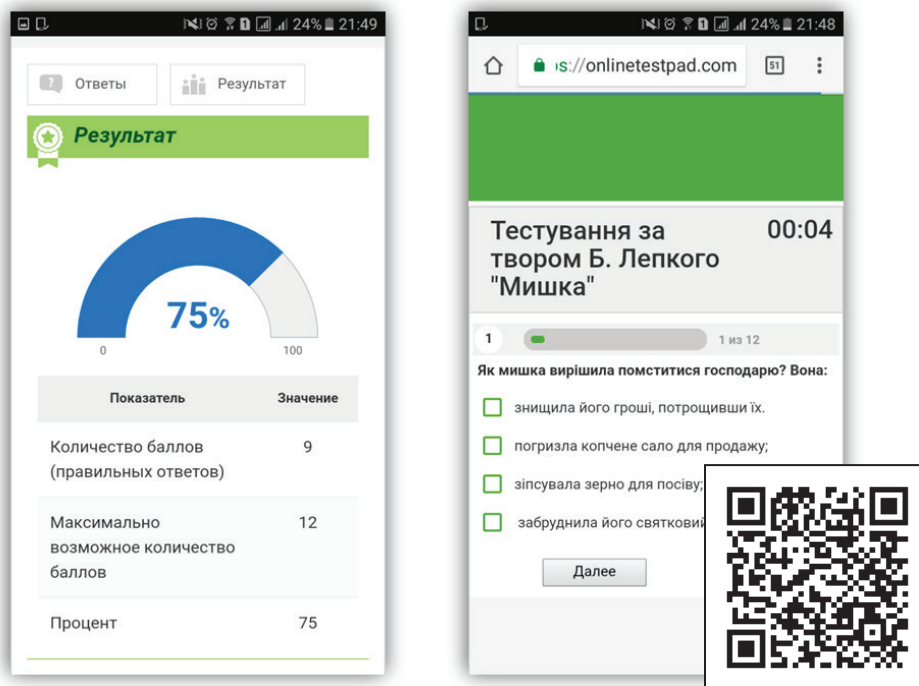 24% 21:49
Ответы
Результат
Результат
75%
0
100
Показатель Значение
Количество баллов
(правильных ответов)
9
Максимально
возможное количество
баллов
12
Процент
75
24% 21:48
s://onlinetestpad.com
51
Тестування за
твором Б. Лепкого
"Мишка"
00:04
1
1 из 12
Як мишка вирішила помститися господарю? Вона:
знищила його гроші, потрощивши їх.
погризла копчене сало для продажу;
зіпсувала зерно для посіву;
забруднила його святковий
Далее